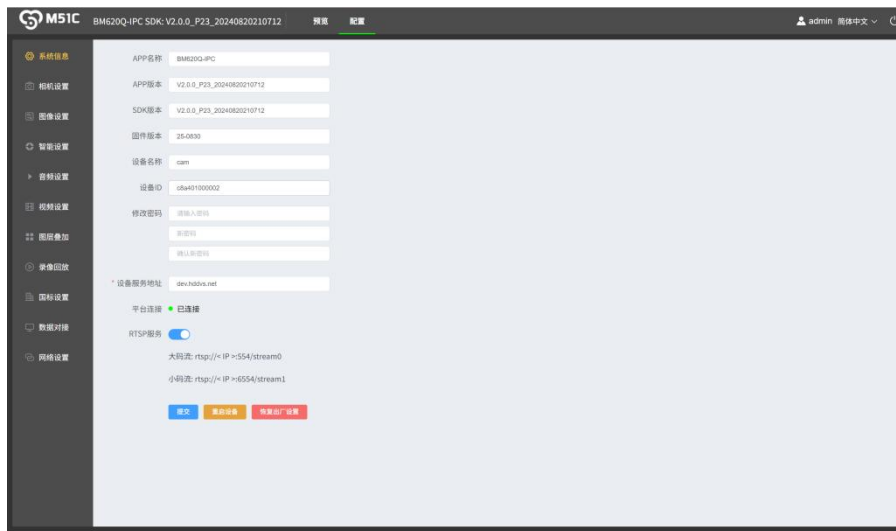 M51C BM620Q-IPC SDK: V2.0.0_P23_20240820210712 预览 配置 admin 简体中文
系统信息
相机设置
图像设置
智能设置
音频设置
视频设置
图层叠加
录像回放
国标设置
数据对接
网络设置
APP名称 BM620Q-IPC
APP版本 V2.0.0_P23_20240820210712
SDK版本 V2.0.0_P23_20240820210712
固件版本 25-0830
设备名称 cam
设备ID c8a401000002
修改密码 请输入密码
新密码
确认新密码
* 设备服务地址 dev.hddvs.net
平台连接 已连接
RTSP服务
大码流: rtsp://< IP >:554/stream0
小码流: rtsp://< IP >:6554/stream1
提交 重启设备 恢复出厂设置